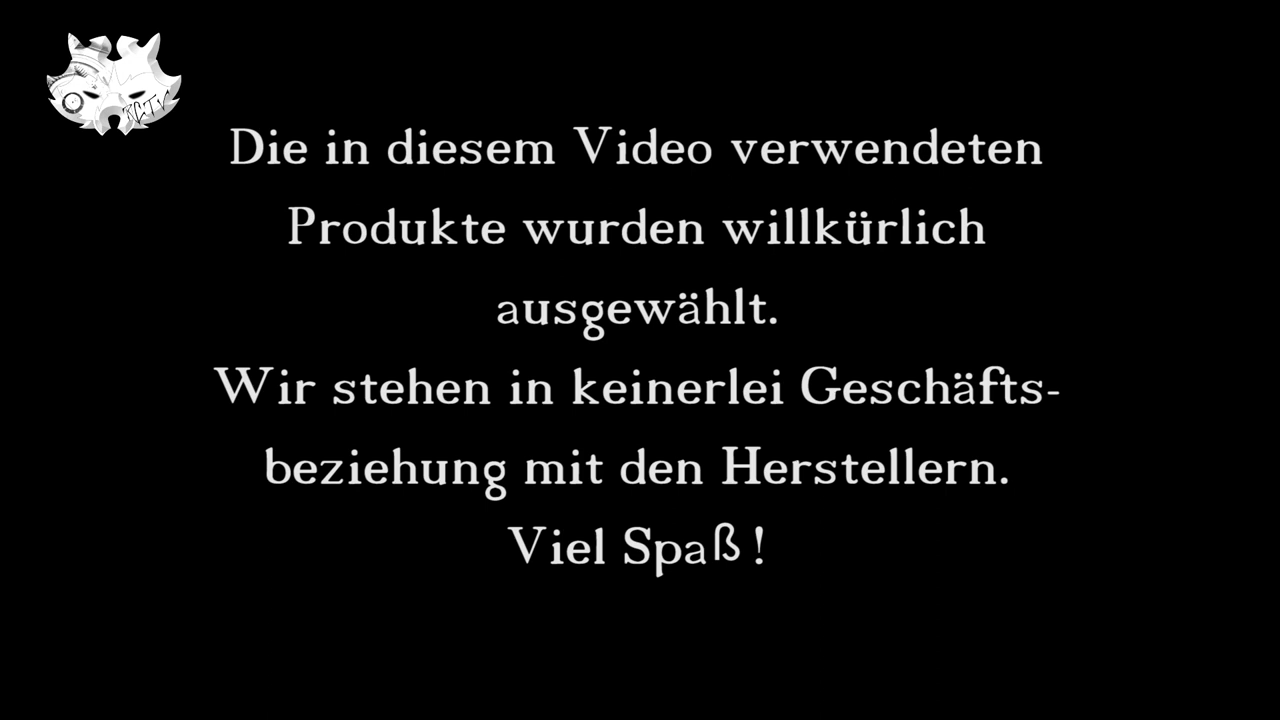 RCTV
Die in diesem Video verwendeten
Produkte wurden willkürlich
ausgewählt.
Wir stehen in keinerlei Geschäfts-
beziehung mit den Herstellern.
Viel Spaß !